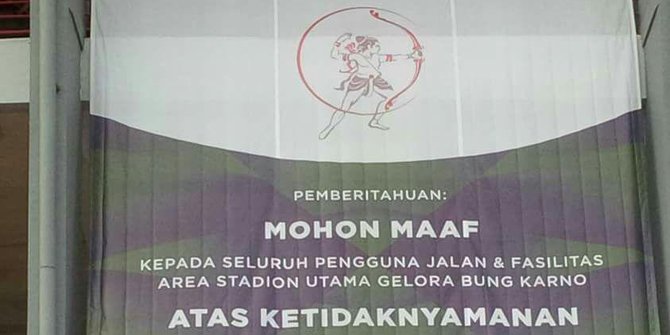 PEMBERITAHUAN:
MOHON MAAF
KEPADA SELURUH PENGGUNA JALAN & FASILITAS
AREA STADION UTAMA GELORA BUNG KARNO
ATAS KETIDAKNYAMANAN